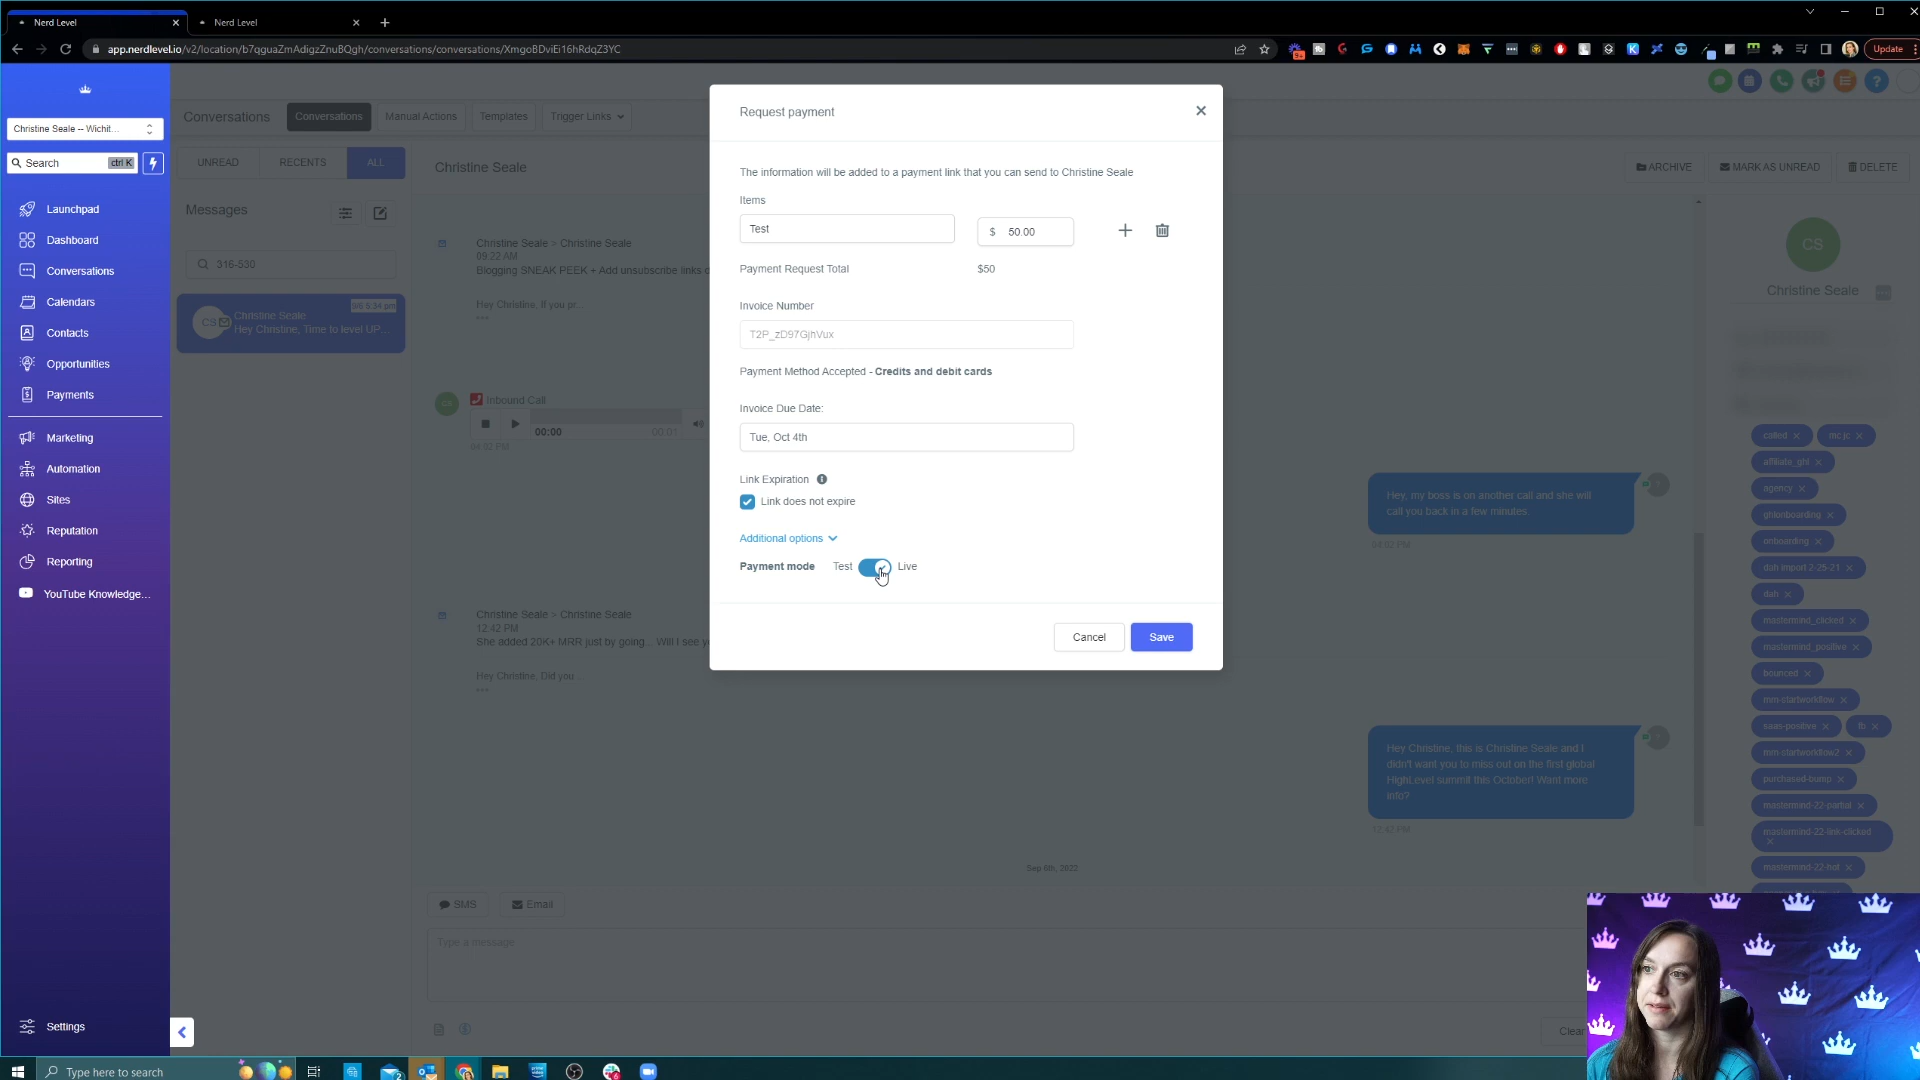 Nerd Level
Nerd Level
app.nerdlevel.io/v2/location/b7qguaZmAdigzZnuBQgh/conversations/conversations/XmgoBDviEi16hRdqZ3YC
Update
Christine Seale -- Wichit...
Search ctrl K
Launchpad
Dashboard
Conversations
Calendars
Contacts
Opportunities
Payments
Marketing
Automation
Sites
Reputation
Reporting
YouTube Knowledge...
Settings
Conversations Conversations Manual Actions Templates Trigger Links
UNREAD RECENTS ALL
Messages
316-530
Christine Seale
Hey Christine, Time to level UP...
Christine Seale
ARCHIVE MARK AS UNREAD DELETE
Christine Seale > Christine Seale
09:22 AM
Blogging SNEAK PEEK + Add unsubscribe links
Hey Christine, If you pr...
Inbound Call
00:00 00:01
04:02 PM
Christine Seale > Christine Seale
12:42 PM
She added 20K+ MRR just by going... Will I see
Hey Christine, Did you
Request payment
The information will be added to a payment link that you can send to Christine Seale
Items
Test $ 50.00
Payment Request Total $50
Invoice Number
T2P_zD97GjhVux
Payment Method Accepted - Credits and debit cards
Invoice Due Date:
Tue, Oct 4th
Link Expiration
Link does not expire
Additional options
Payment mode Test Live
Cancel Save
Hey, my boss is on another call and she will
call you back in a few minutes.
04:02 PM
Hey Christine, this is Christine Seale and I
didn't want you to miss out on the first global
HighLevel summit this October! Want more
info?
12:42 PM
Sep 6th, 2022
SMS Email
Type a message
Clear
CS
Christine Seale
called
mc jc
affiliate_ghl
agency
ghlonboarding
onboarding
dah import 2-25-21
dah
mastermind_clicked
mastermind_positive
bounced
mm-startworkflow
saas-positive
fb
mm-startworkflow2
purchased-bump
mastermind-22-partial
mastermind-22-link-clicked
mastermind-22-hot
Type here to search